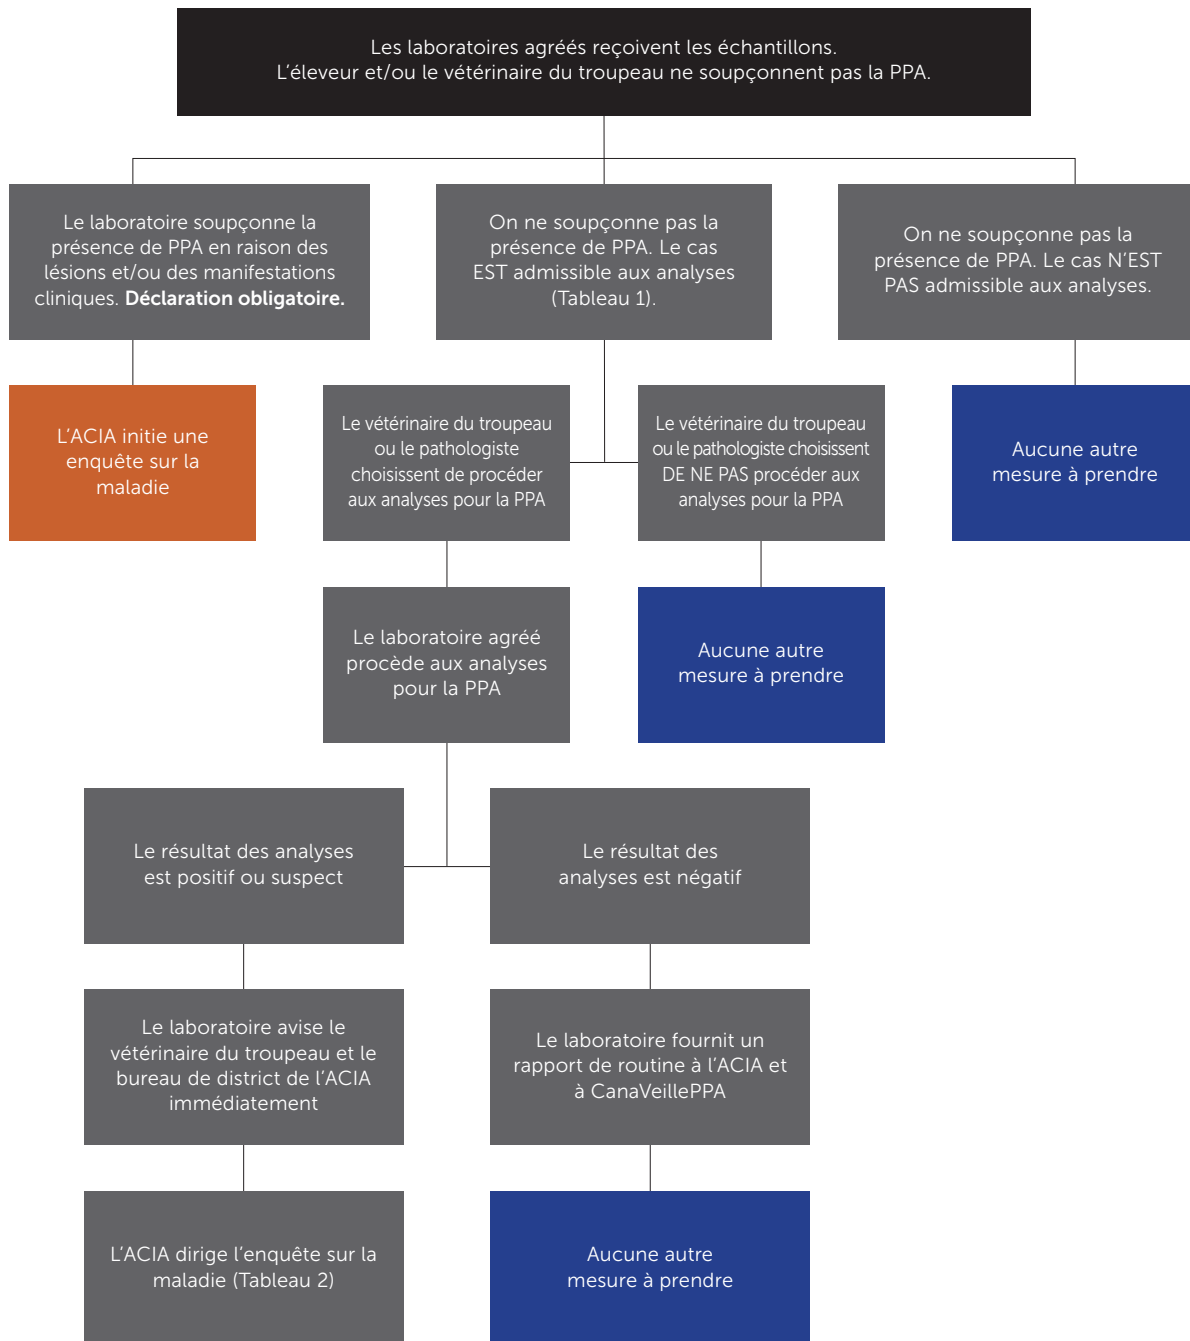 Les laboratoires agréés reçoivent les échantillons.
L'éleveur et/ou le vétérinaire du troupeau ne soupçonnent pas la PPA.
Le laboratoire soupçonne la
présence de PPA en raison des
lésions et/ou des manifestations
cliniques. Déclaration obligatoire.
On ne soupçonne pas la
présence de PPA. Le cas
EST admissible aux analyses
(Tableau 1).
On ne soupçonne pas la
présence de PPA. Le cas N'EST
PAS admissible aux analyses.
L'ACIA initie une
enquête sur la
maladie
Le vétérinaire du troupeau
ou le pathologiste
choisissent de procéder
aux analyses pour la PPA
Le vétérinaire du troupeau
ou le pathologiste choisissent
DE NE PAS procéder aux
analyses pour la PPA
Aucune autre
mesure à prendre
Le laboratoire agréé
procède aux analyses
pour la PPA
Aucune autre
mesure à prendre
Le résultat des analyses
est positif ou suspect
Le résultat des
analyses est négatif
Le laboratoire avise le
vétérinaire du troupeau et le
bureau de district de l'ACIA
immédiatement
Le laboratoire fournit un
rapport de routine à l'ACIA et
à CanaVeillePPA
L'ACIA dirige l'enquête sur la
maladie (Tableau 2)
Aucune autre
mesure à prendre